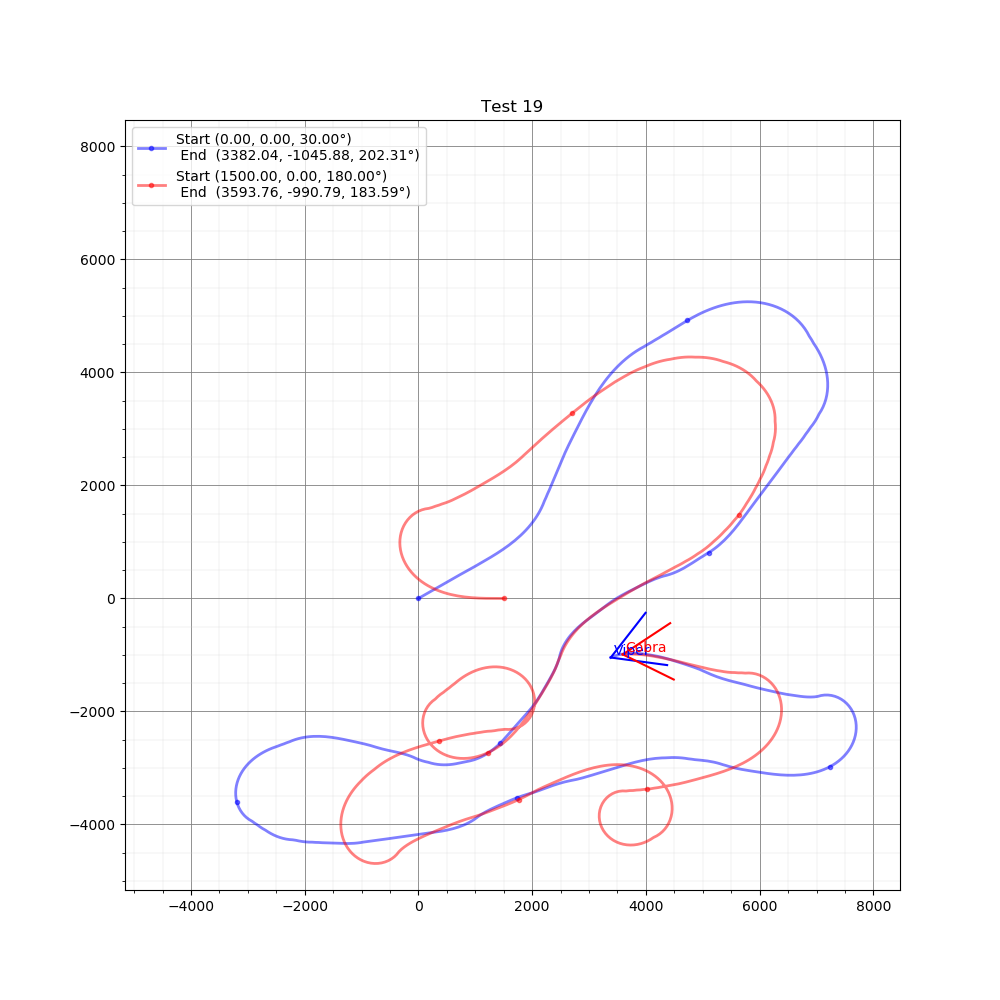 Test 19
Start (0.00, 0.00, 30.00°)
End (3382.04, -1045.88, 202.31°)
Start (1500.00, 0.00, 180.00°)
End (3593.76, -990.79, 183.59°)
8000
6000
4000
2000
0
−2000
−4000
Viper
Cobra
−4000 −2000 0 2000 4000 6000 8000